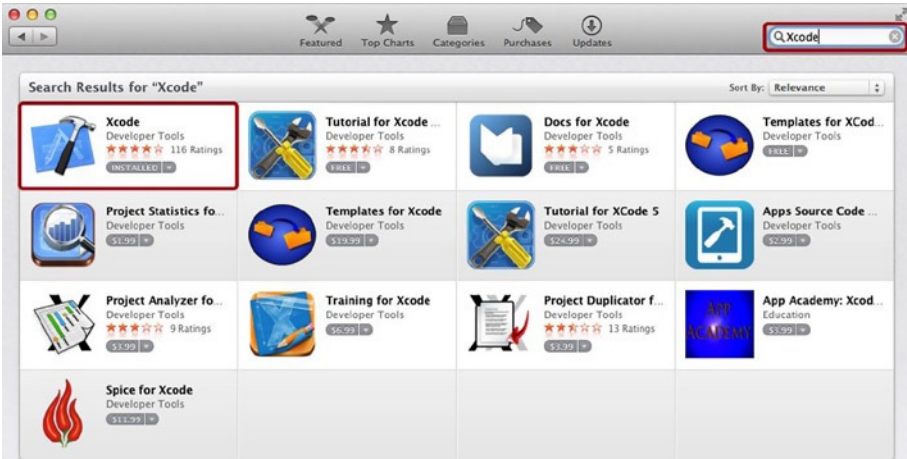 Featured Top Charts Categories Purchases Updates
Xcode
Search Results for “Xcode”
Sort By: Relevance
Xcode
Developer Tools
116 Ratings
INSTALLED
Tutorial for Xcode ...
Developer Tools
8 Ratings
FREE
Docs for Xcode
Developer Tools
5 Ratings
FREE
Templates for XCod...
Developer Tools
FREE
Project Statistics fo...
Developer Tools
$1.99
Templates for Xcode
Developer Tools
$19.99
Tutorial for XCode 5
Developer Tools
$24.99
Apps Source Code ...
Developer Tools
$2.99
Project Analyzer fo...
Developer Tools
9 Ratings
$3.99
Training for Xcode
Developer Tools
$6.99
Project Duplicator f...
Developer Tools
13 Ratings
$3.99
APP
ACADEMY
App Academy: Xcod...
Education
$3.99
Spice for Xcode
Developer Tools
$11.99